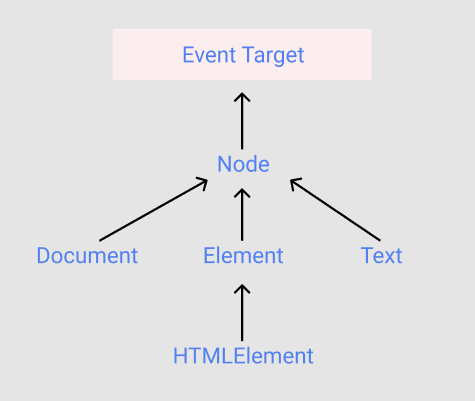 Event Target
Node
Document
Element
Text
HTMLElement